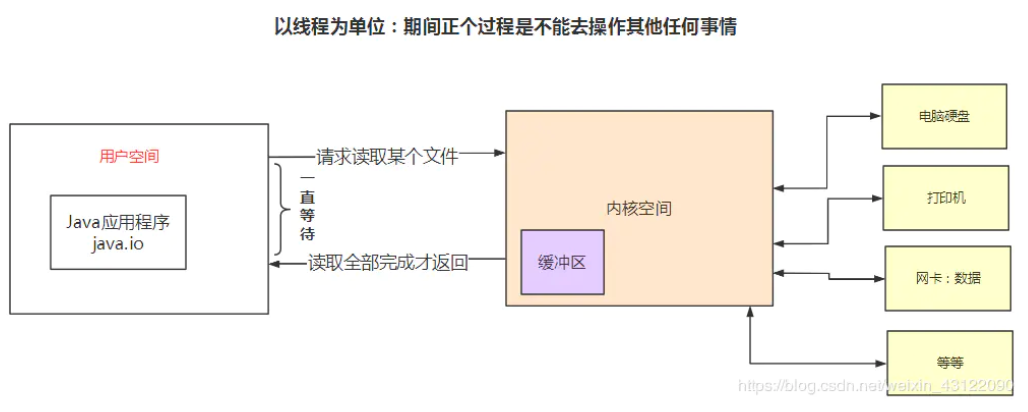 以线程为单位：期间正个过程是不能去操作其他任何事情
用户空间
Java应用程序
java.io
请求读取某个文件
一直等待
读取全部完成才返回
内核空间
缓冲区
电脑硬盘
打印机
网卡：数据
等等
https://blog.csdn.net/weixin_43122090